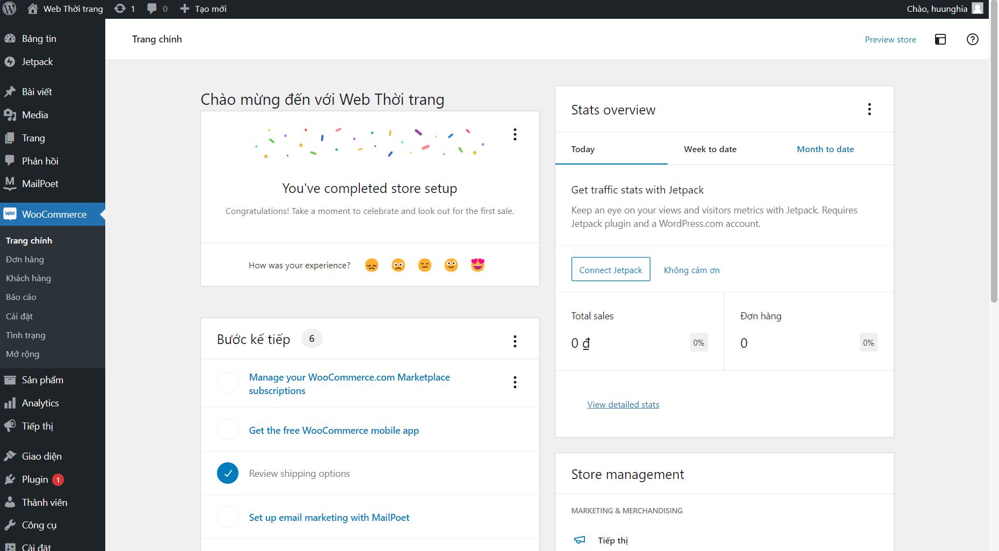 Web Thời trang
1
0
Tạo mới
Chào, huunghia
Bảng tin
Jetpack
Bài viết
Media
Trang
Phản hồi
MailPoet
WooCommerce
Trang chính
Đơn hàng
Khách hàng
Báo cáo
Cài đặt
Tình trạng
Mở rộng
Sản phẩm
Analytics
Tiếp thị
Giao diện
Plugin 1
Thành viên
Công cụ
Cài đặt
Trang chính
Preview store
Chào mừng đến với Web Thời trang
You've completed store setup
Congratulations! Take a moment to celebrate and look out for the first sale.
How was your experience?
Bước kế tiếp 6
Manage your WooCommerce.com Marketplace
subscriptions
Get the free WooCommerce mobile app
Review shipping options
Set up email marketing with MailPoet
Stats overview
Today
Week to date
Month to date
Get traffic stats with Jetpack
Keep an eye on your views and visitors metrics with Jetpack. Requires
Jetpack plugin and a WordPress.com account.
Connect Jetpack
Không cảm ơn
Total sales
0 ₫
0%
Đơn hàng
0
0%
View detailed stats
Store management
MARKETING & MERCHANDISING
Tiếp thị